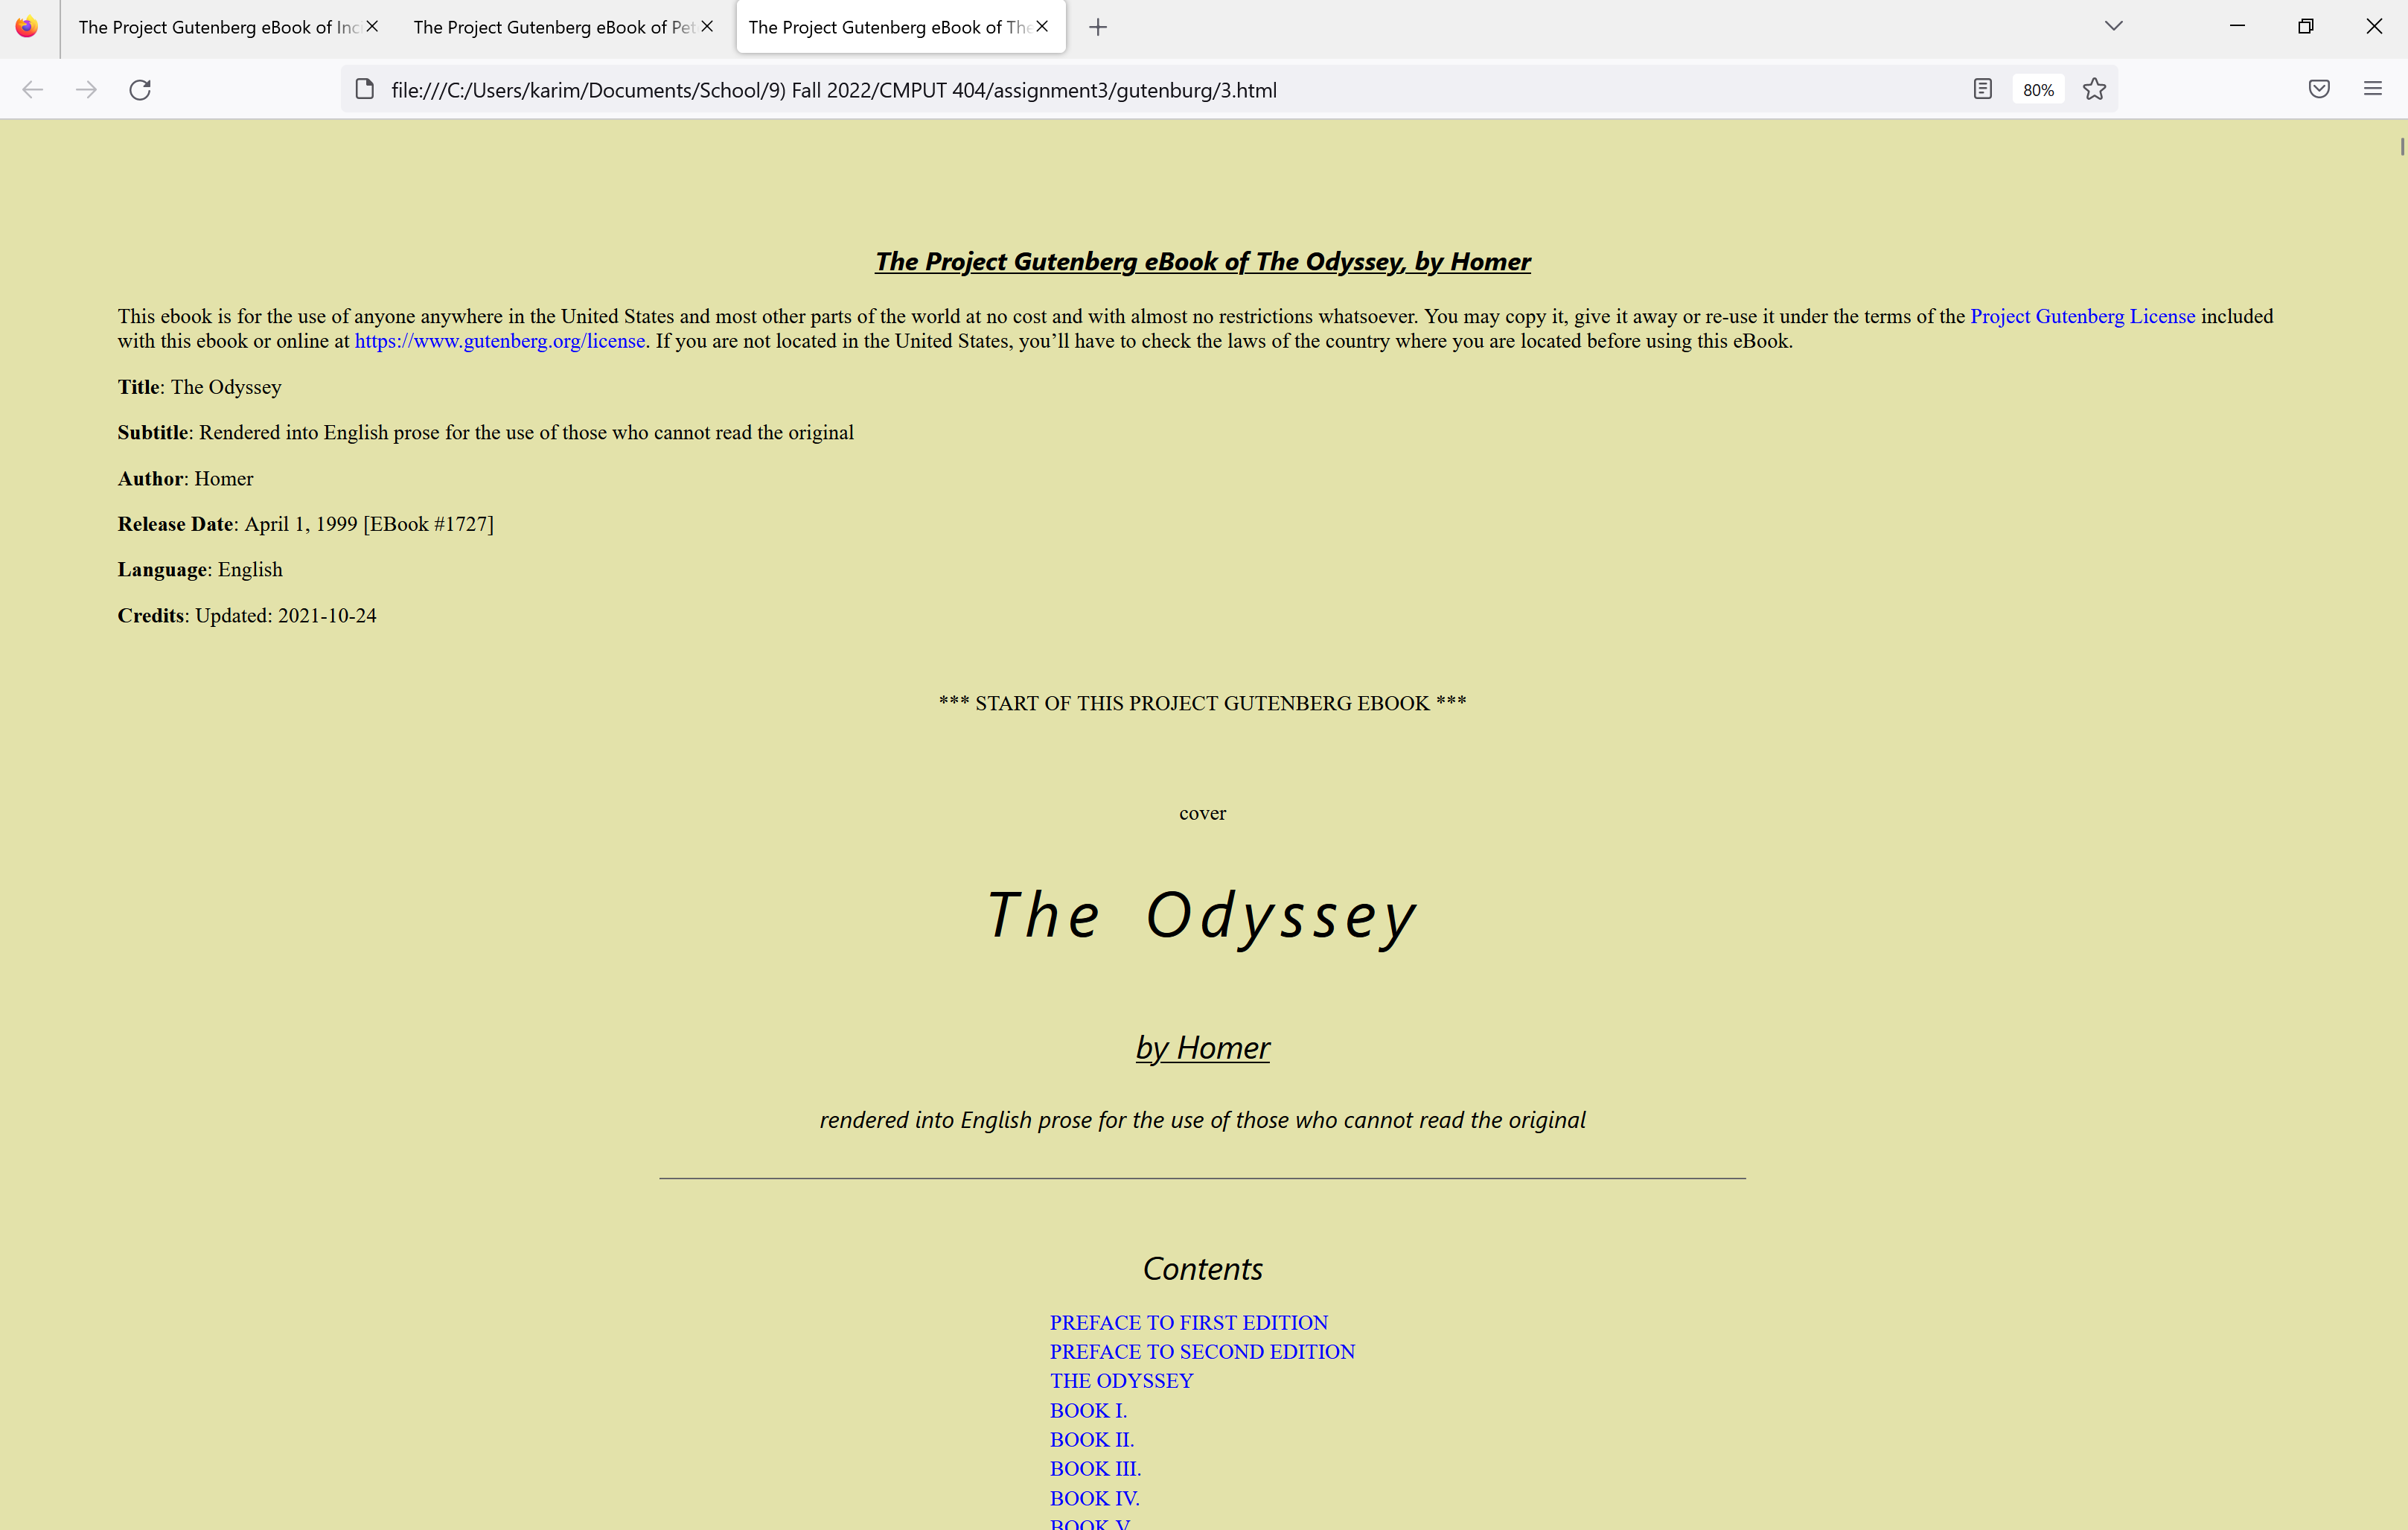 The Project Gutenberg eBook of Inc
The Project Gutenberg eBook of Pet
The Project Gutenberg eBook of The
file:///C:/Users/karim/Documents/School/9) Fall 2022/CMPUT 404/assignment3/gutenburg/3.html
80%
The Project Gutenberg eBook of The Odyssey, by Homer
This ebook is for the use of anyone anywhere in the United States and most other parts of the world at no cost and with almost no restrictions whatsoever. You may copy it, give it away or re-use it under the terms of the Project Gutenberg License included
with this ebook or online at https://www.gutenberg.org/license. If you are not located in the United States, you’ll have to check the laws of the country where you are located before using this eBook.
Title: The Odyssey
Subtitle: Rendered into English prose for the use of those who cannot read the original
Author: Homer
Release Date: April 1, 1999 [EBook #1727]
Language: English
Credits: Updated: 2021-10-24
*** START OF THIS PROJECT GUTENBERG EBOOK ***
cover
The Odyssey
by Homer
rendered into English prose for the use of those who cannot read the original
Contents
PREFACE TO FIRST EDITION
PREFACE TO SECOND EDITION
THE ODYSSEY
BOOK I.
BOOK II.
BOOK III.
BOOK IV.
BOOK V.